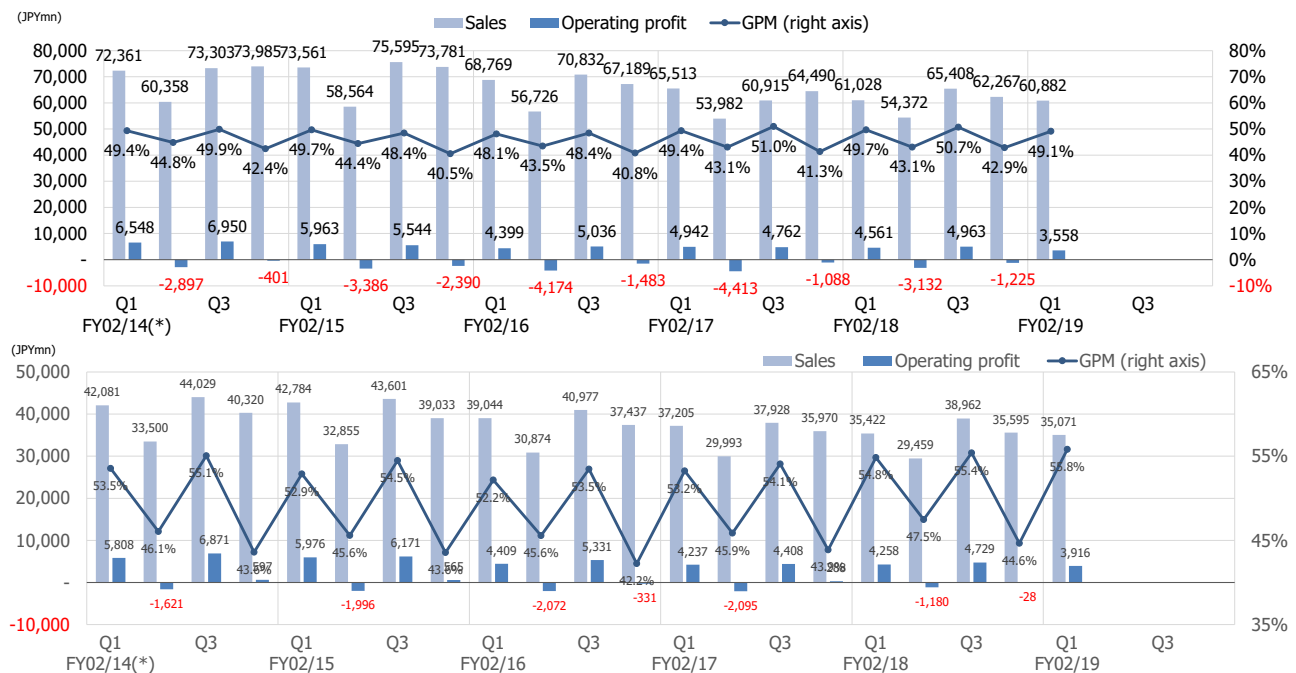 (JPYmn)
Sales Operating profit GPM (right axis)
80,000 72,361 73,303 73,985 73,561 75,595 73,781 68,769 70,832 67,189 65,513 60,915 64,490 61,028 65,408 62,267 60,882 80%
70,000 60,358 58,564 56,726 53,982 54,372 70%
60,000 60%
50,000 50%
40,000 49.4% 44.8% 49.9% 42.4% 49.7% 44.4% 48.4% 40.5% 48.1% 43.5% 48.4% 40.8% 49.4% 43.1% 51.0% 41.3% 49.7% 43.1% 50.7% 42.9% 49.1% 40%
30,000 30%
20,000 20%
10,000 6,548 6,950 5,963 5,544 4,399 5,036 4,942 4,762 4,561 4,963 3,558 10%
- 0%
-10,000 -2,897 -401 -3,386 -2,390 -4,174 -1,483 -4,413 -1,088 -3,132 -1,225 -10%
Q1 Q3 Q1 Q3 Q1 Q3 Q1 Q3 Q1 Q3 Q1 Q3
FY02/14(*) FY02/15 FY02/16 FY02/17 FY02/18 FY02/19
(JPYmn)
Sales Operating profit GPM (right axis)
50,000 65%
42,081 44,029 40,320 42,784 43,601 39,033 39,044 40,977 37,437 37,205 37,928 35,970 35,422 38,962 35,595 35,071
40,000
33,500 32,855 30,874 29,993 29,459
30,000 55%
53.5% 46.1% 55.1% 43.6% 52.9% 45.6% 54.5% 43.6% 52.2% 45.6% 53.5% 42.2% 53.2% 45.9% 54.1% 43.9% 54.8% 47.5% 55.4% 44.6% 55.8%
20,000
10,000 45%
5,808 6,871 597 5,976 6,171 565 4,409 5,331 4,237 4,408 288 4,258 4,729 3,916
-
-1,621 -1,996 -2,072 -331 -2,095 -1,180 -28
-10,000 35%
Q1 Q3 Q1 Q3 Q1 Q3 Q1 Q3 Q1 Q3 Q1 Q3
FY02/14(*) FY02/15 FY02/16 FY02/17 FY02/18 FY02/19